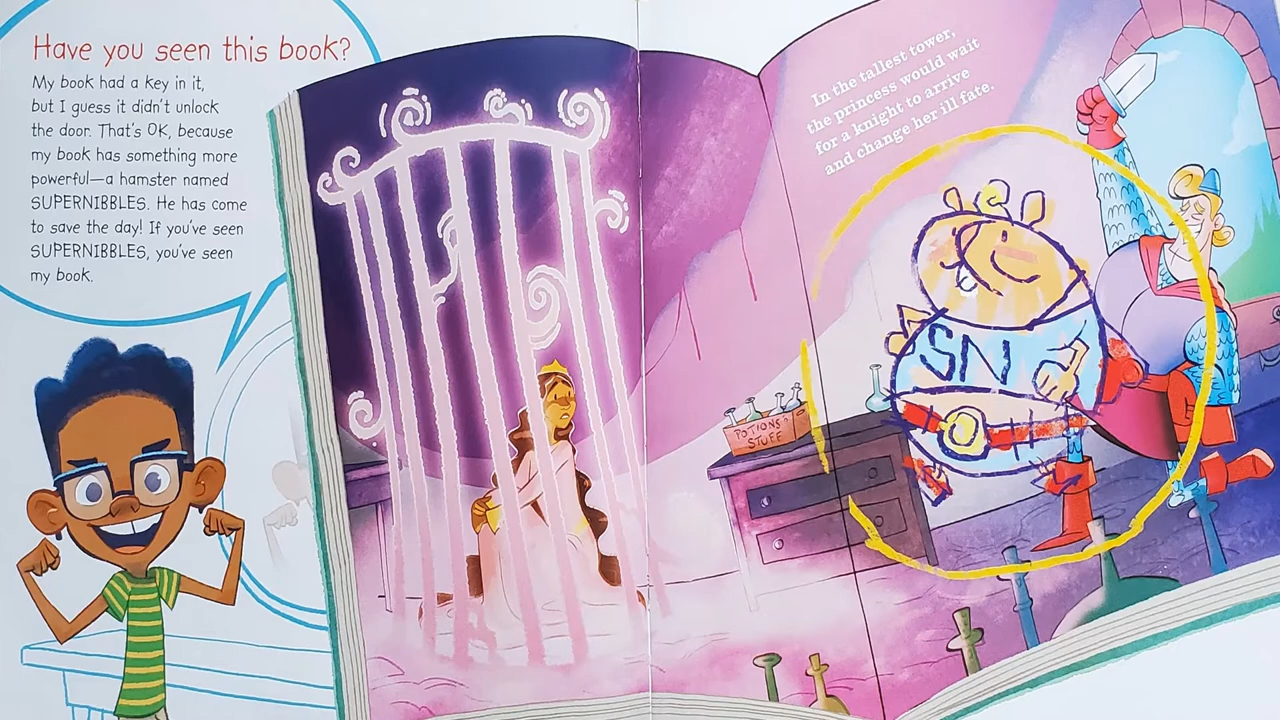 Have you seen this book?
My book had a key in it,
but I guess it didn't unlock
the door. That's OK, because
my book has something more
powerful—a hamster named
SUPERNIBBLES. He has come
to save the day! If you've seen
SUPERNIBBLES, you've seen
my book.
In the tallest tower,
the princess would wait
for a knight to arrive
and change her ill fate.
POTIONS &
STUFF
SN